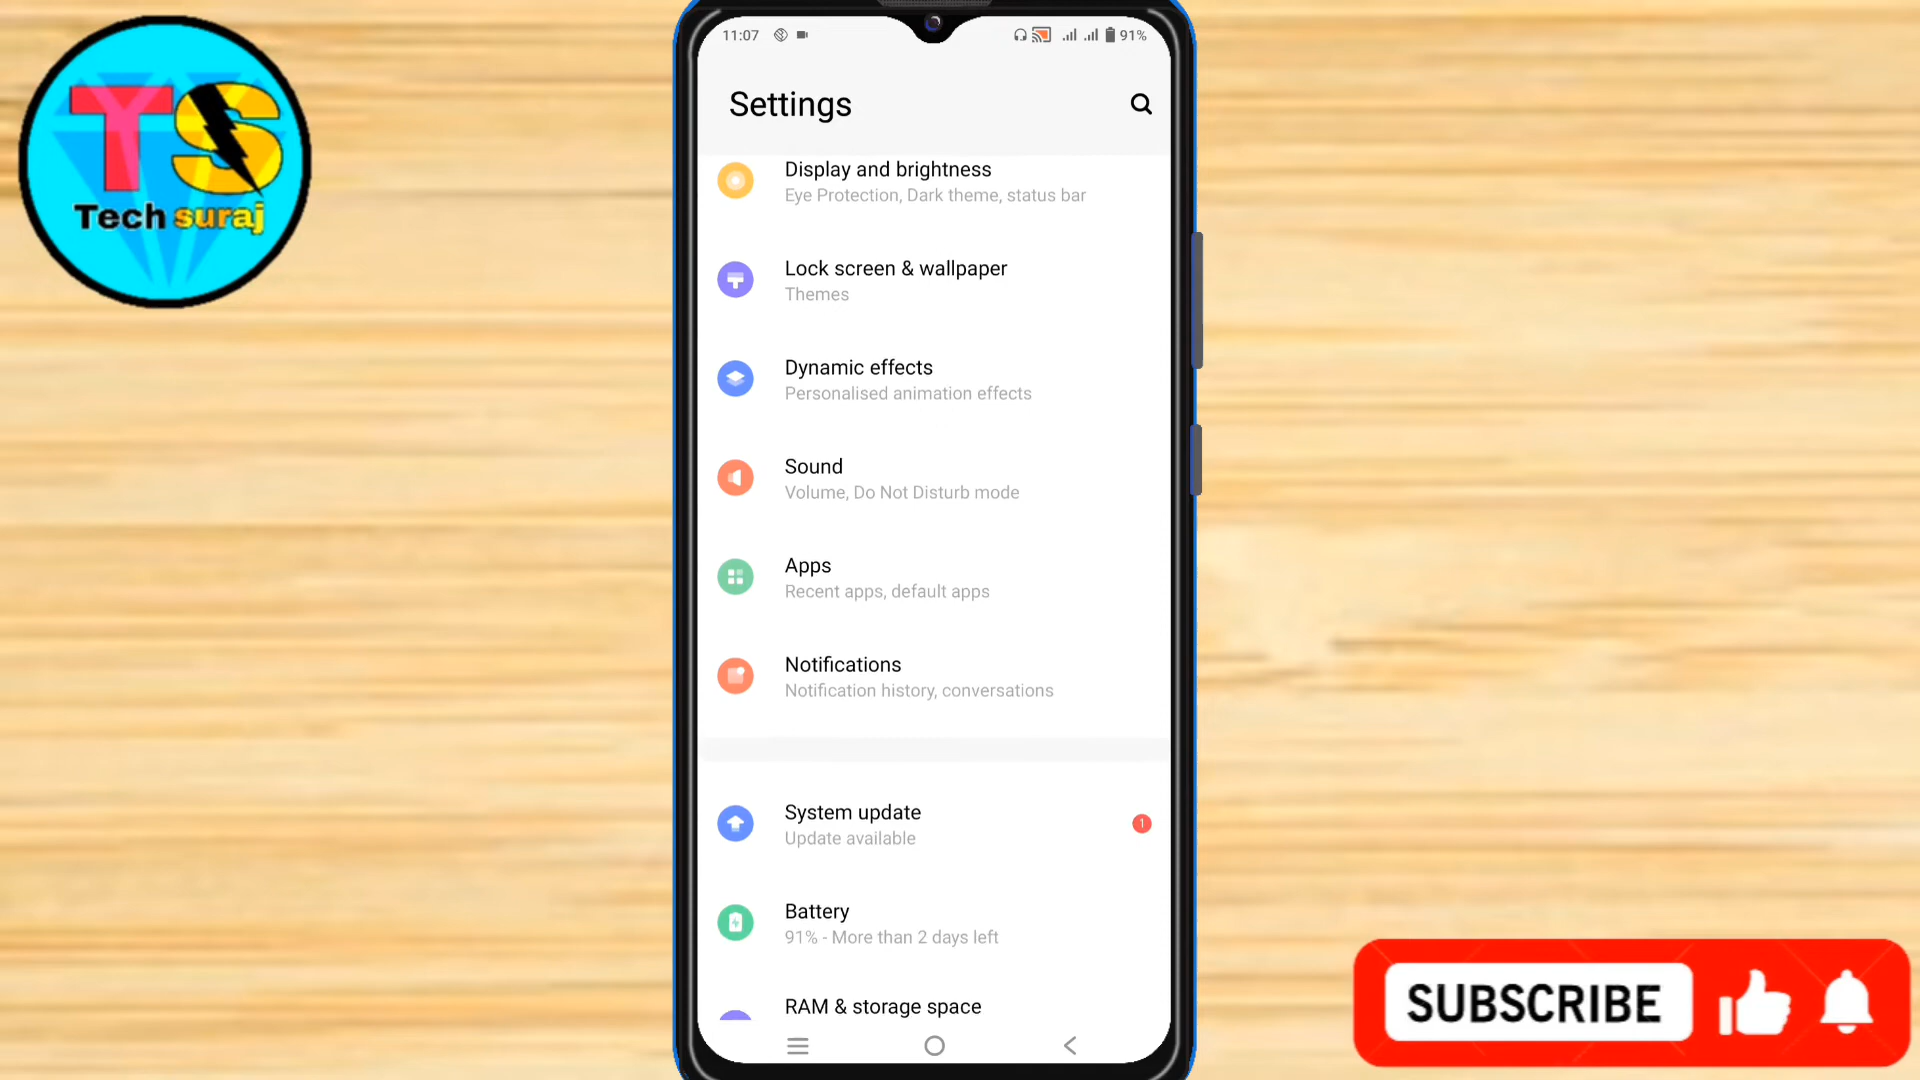 TS
Tech suraj
11:07
91%
Settings
Display and brightness
Eye Protection, Dark theme, status bar
Lock screen & wallpaper
Themes
Dynamic effects
Personalised animation effects
Sound
Volume, Do Not Disturb mode
Apps
Recent apps, default apps
Notifications
Notification history, conversations
System update
1
Update available
Battery
91% - More than 2 days left
RAM & storage space
SUBSCRIBE